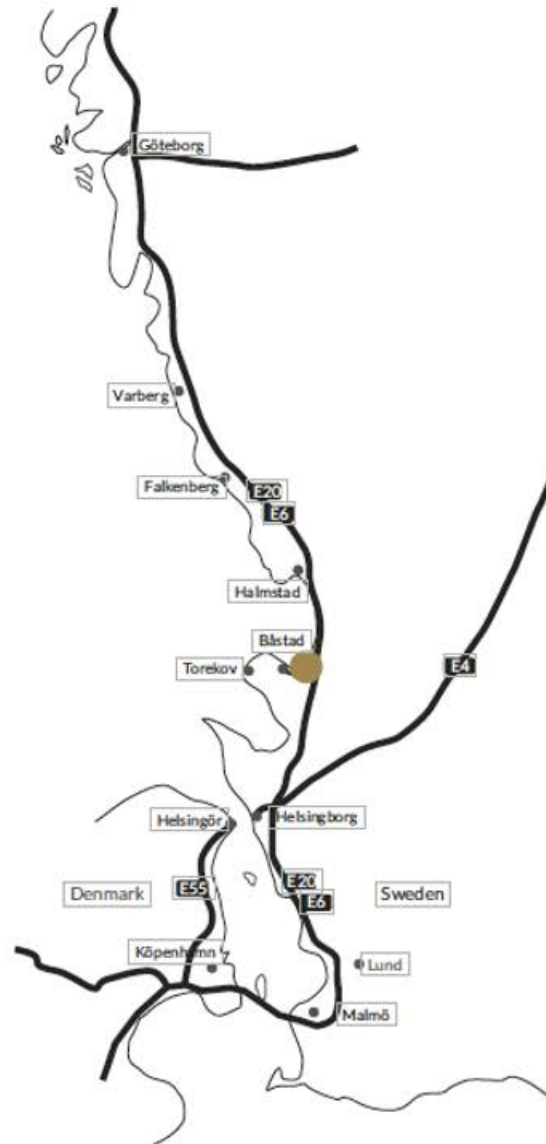 Göteborg
Varberg
Falkenberg
E20
E6
Halmstad
Båstad
Torekov
E4
Helsingör
Helsingborg
E20
E6
E55
Denmark
Sweden
Köpenhamn
Lund
Malmö